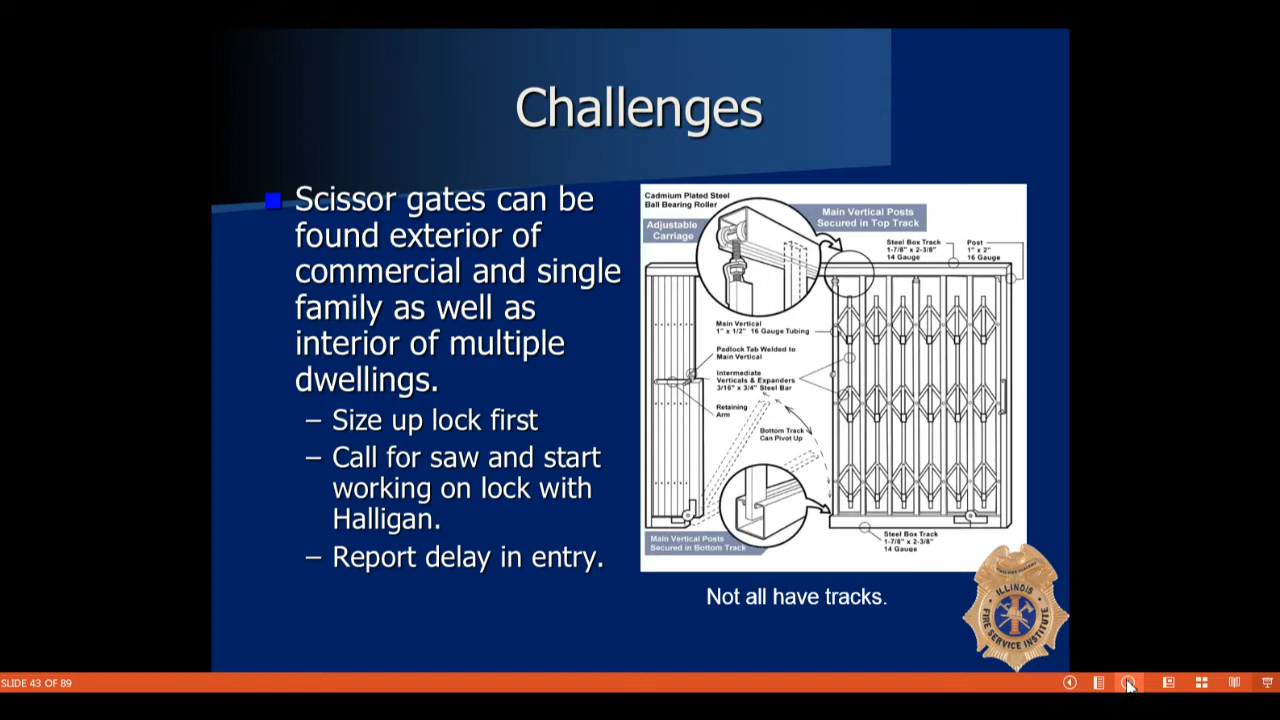 Challenges
Scissor gates can be
found exterior of
commercial and single
family as well as
interior of multiple
dwellings.
– Size up lock first
– Call for saw and start
working on lock with
Halligan.
– Report delay in entry.
Cadmium Plated Steel
Ball Bearing Roller
Adjustable
Carriage
Main Vertical Posts
Secured in Top Track
Steel Box Track
1-7/8" x 2-3/8"
14 Gauge
Post
1" x 2"
16 Gauge
Main Vertical
1" x 1/2" 16 Gauge Tubing
Padlock Tab Welded to
Main Vertical
Intermediate
Verticals & Expanders
3/16" x 3/4" Steel Bar
Retaining
Arm
Bottom Track
Can Pivot Up
Main Vertical Posts
Secured in Bottom Track
Steel Box Track
1-7/8" x 2-3/8"
14 Gauge
Not all have tracks.
ILLINOIS
FIRE SERVICE INSTITUTE
SLIDE 43 OF 89